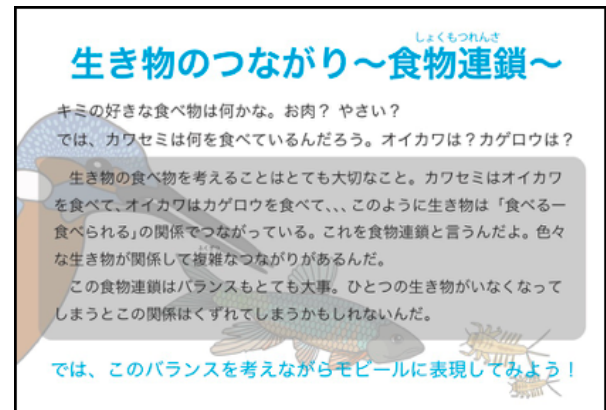 しょくもつれんさ
生き物のつながり〜食物連鎖〜
キミの好きな食べ物は何かな。お肉？ やさい？
では、カワセミは何を食べているんだろう。オイカワは？カゲロウは？
生き物の食べ物を考えることはとても大切なこと。カワセミはオイカワ
を食べて、オイカワはカゲロウを食べて、、、このように生き物は「食べるー
食べられる」の関係でつながっている。これを食物連鎖と言うんだよ。色々
ふくざつ
な生き物が関係して複雑なつながりがあるんだ。
この食物連鎖はバランスもとても大事。ひとつの生き物がいなくなって
しまうとこの関係はくずれてしまうかもしれないんだ。
では、このバランスを考えながらモビールに表現してみよう！